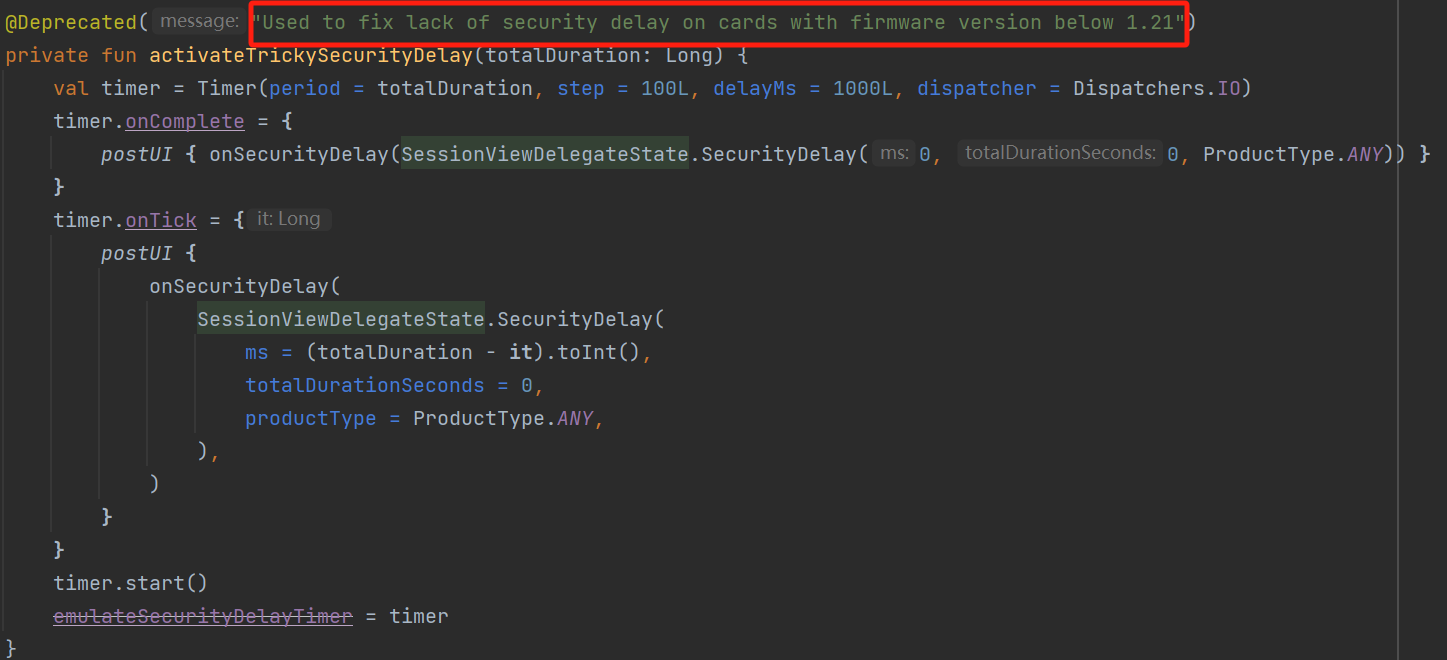 @Deprecated( message: "Used to fix lack of security delay on cards with firmware version below 1.21")
private fun activateTrickySecurityDelay(totalDuration: Long) {
    val timer = Timer(period = totalDuration, step = 100L, delayMs = 1000L, dispatcher = Dispatchers.IO)
    timer.onComplete = {
        postUI { onSecurityDelay(SessionViewDelegateState.SecurityDelay( ms: 0, totalDurationSeconds: 0, ProductType.ANY)) }
    }
    timer.onTick = { it: Long
        postUI {
            onSecurityDelay(
                SessionViewDelegateState.SecurityDelay(
                    ms = (totalDuration - it).toInt(),
                    totalDurationSeconds = 0,
                    productType = ProductType.ANY,
                ),
            )
        }
    }
    timer.start()
    emulateSecurityDelayTimer = timer
}